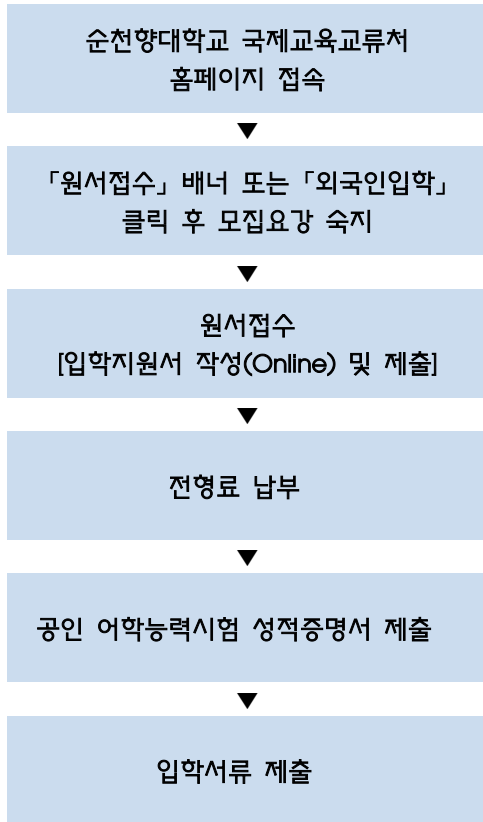 순천향대학교 국제교육교류처
홈페이지 접속
「원서접수」 배너 또는 「외국인입학」
클릭 후 모집요강 숙지
원서접수
[입학지원서 작성(Online) 및 제출]
전형료 납부
공인 어학능력시험 성적증명서 제출
입학서류 제출